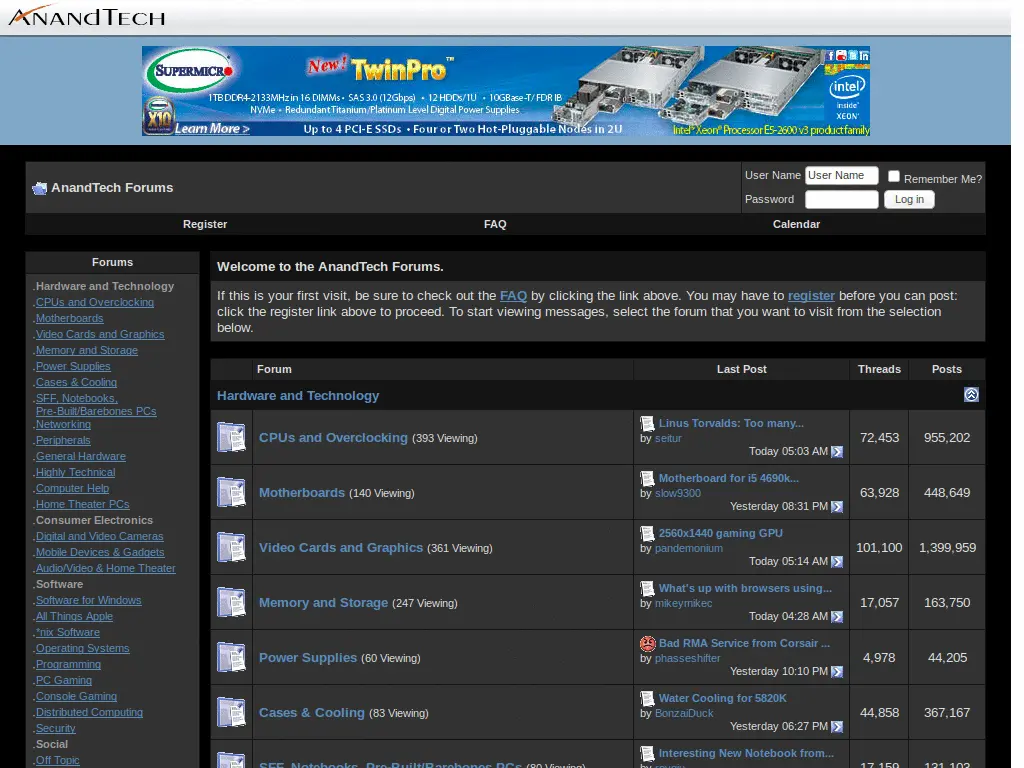 ANANDTECH
SUPERMICRO
New! TwinPro™
1TB DDR4-2133MHz in 16 DIMMs • SAS 3.0 (12Gbps) • 12 HDDs/1U • 10GBase-T/ FDR IB
NVMe • Redundant Titanium/Platinum Level Digital Power Supplies
X10
Learn More >
Up to 4 PCI-E SSDs • Four or Two Hot-Pluggable Nodes in 2U
intel
inside
XEON
Intel® Xeon® Processor E5-2600 v3 product family
AnandTech Forums
User Name User Name Remember Me?
Password Log in
Register FAQ Calendar
Forums
.Hardware and Technology
.CPUs and Overclocking
.Motherboards
.Video Cards and Graphics
.Memory and Storage
.Power Supplies
.Cases & Cooling
.SFF, Notebooks,
Pre-Built/Barebones PCs
.Networking
.Peripherals
.General Hardware
.Highly Technical
.Computer Help
.Home Theater PCs
.Consumer Electronics
.Digital and Video Cameras
.Mobile Devices & Gadgets
.Audio/Video & Home Theater
.Software
.Software for Windows
.All Things Apple
.*nix Software
.Operating Systems
.Programming
.PC Gaming
.Console Gaming
.Distributed Computing
.Security
.Social
.Off Topic
Welcome to the AnandTech Forums.
If this is your first visit, be sure to check out the FAQ by clicking the link above. You may have to register before you can post:
click the register link above to proceed. To start viewing messages, select the forum that you want to visit from the selection
below.
Forum Last Post Threads Posts
Hardware and Technology
CPUs and Overclocking (393 Viewing)
Linus Torvalds: Too many...
by seitur
Today 05:03 AM
72,453 955,202
Motherboards (140 Viewing)
Motherboard for i5 4690k...
by slow9300
Yesterday 08:31 PM
63,928 448,649
Video Cards and Graphics (361 Viewing)
2560x1440 gaming GPU
by pandemonium
Today 05:14 AM
101,100 1,399,959
Memory and Storage (247 Viewing)
What's up with browsers using...
by mikeymikec
Today 04:28 AM
17,057 163,750
Power Supplies (60 Viewing)
Bad RMA Service from Corsair ...
by phasseshifter
Yesterday 10:10 PM
4,978 44,205
Cases & Cooling (83 Viewing)
Water Cooling for 5820K
by BonzaiDuck
Yesterday 06:27 PM
44,858 367,167
SFF, Notebooks, Pre-Built/Barebones PCs (80 Viewing)
Interesting New Notebook from...
by
17,159 131,103